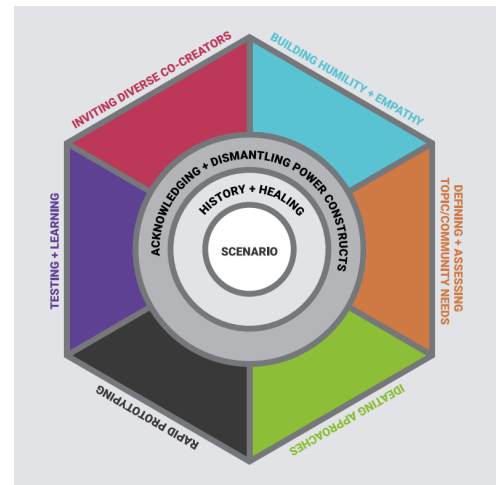 INVITING DIVERSE CO-CREATORS
BUILDING HUMILITY + EMPATHY
DEFINING + ASSESSING
TOPIC/COMMUNITY NEEDS
IDEATING APPROACHES
RAPID PROTOTYPING
TESTING + LEARNING
ACKNOWLEDGING + DISMANTLING POWER CONSTRUCTS
HISTORY + HEALING
SCENARIO